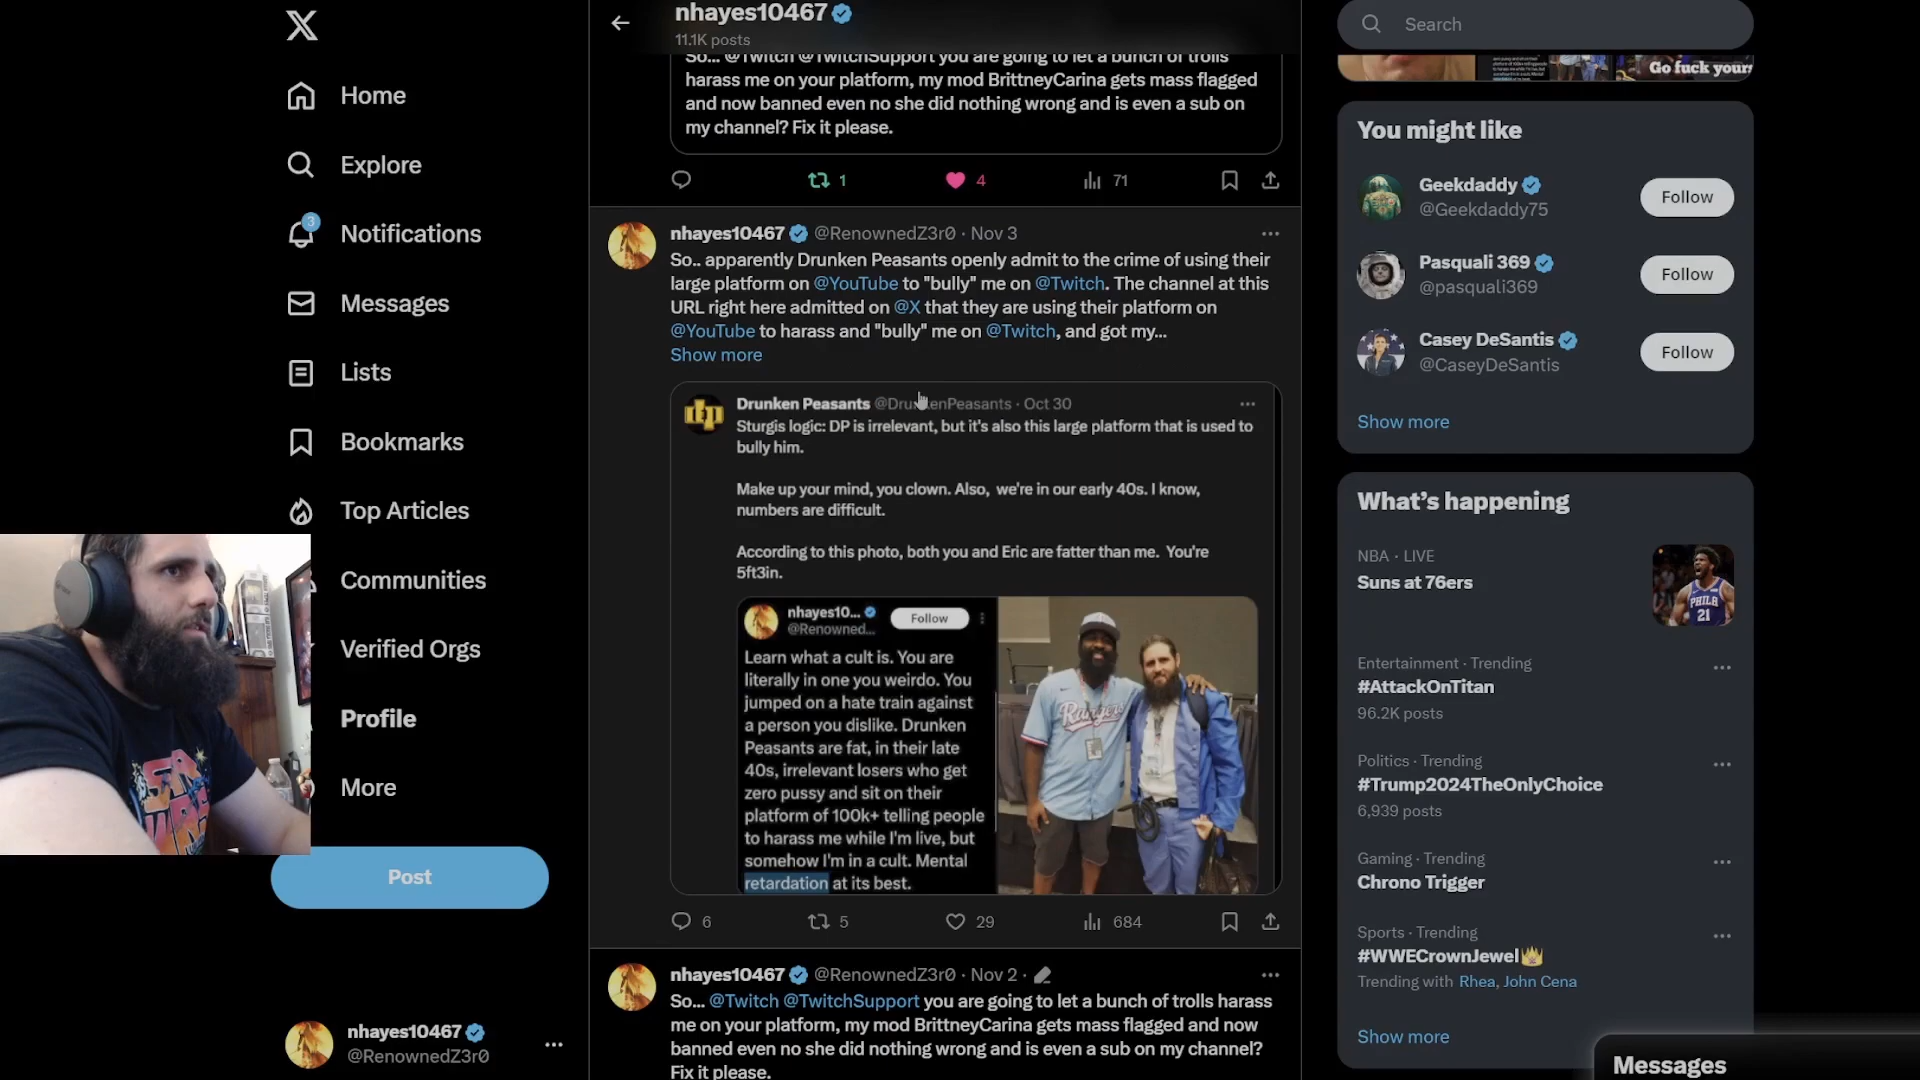 Home
Explore
3
Notifications
Messages
Lists
Bookmarks
Top Articles
Communities
Verified Orgs
Profile
More
Post
nhayes10467
@RenownedZ3r0
nhayes10467
11.1K posts
So... @Twitch @TwitchSupport you are going to let a bunch of trolls
harass me on your platform, my mod BrittneyCarina gets mass flagged
and now banned even no she did nothing wrong and is even a sub on
my channel? Fix it please.
1
4
71
nhayes10467 @RenownedZ3r0 · Nov 3
So.. apparently Drunken Peasants openly admit to the crime of using their
large platform on @YouTube to "bully" me on @Twitch. The channel at this
URL right here admitted on @X that they are using their platform on
@YouTube to harass and "bully" me on @Twitch, and got my...
Show more
dp
Drunken Peasants @DrunkenPeasants · Oct 30
Sturgis logic: DP is irrelevant, but it's also this large platform that is used to
bully him.
Make up your mind, you clown. Also, we're in our early 40s. I know,
numbers are difficult.
According to this photo, both you and Eric are fatter than me. You're
5ft3in.
nhayes10...
@Renowned...
Follow
Learn what a cult is. You are
literally in one you weirdo. You
jumped on a hate train against
a person you dislike. Drunken
Peasants are fat, in their late
40s, irrelevant losers who get
zero pussy and sit on their
platform of 100k+ telling people
to harass me while I'm live, but
somehow I'm in a cult. Mental
retardation at its best.
Rangers
6
5
29
684
nhayes10467 @RenownedZ3r0 · Nov 2 ·
So... @Twitch @TwitchSupport you are going to let a bunch of trolls harass
me on your platform, my mod BrittneyCarina gets mass flagged and now
banned even no she did nothing wrong and is even a sub on my channel?
Fix it please.
Search
Go fuck yours
You might like
Geekdaddy
@Geekdaddy75
Follow
Pasquali 369
@pasquali369
Follow
Casey DeSantis
@CaseyDeSantis
Follow
Show more
What's happening
NBA · LIVE
Suns at 76ers
PHILA
21
Entertainment · Trending
#AttackOnTitan
96.2K posts
Politics · Trending
#Trump2024TheOnlyChoice
6,939 posts
Gaming · Trending
Chrono Trigger
Sports · Trending
#WWECrownJewel
Trending with Rhea, John Cena
Show more
Messages